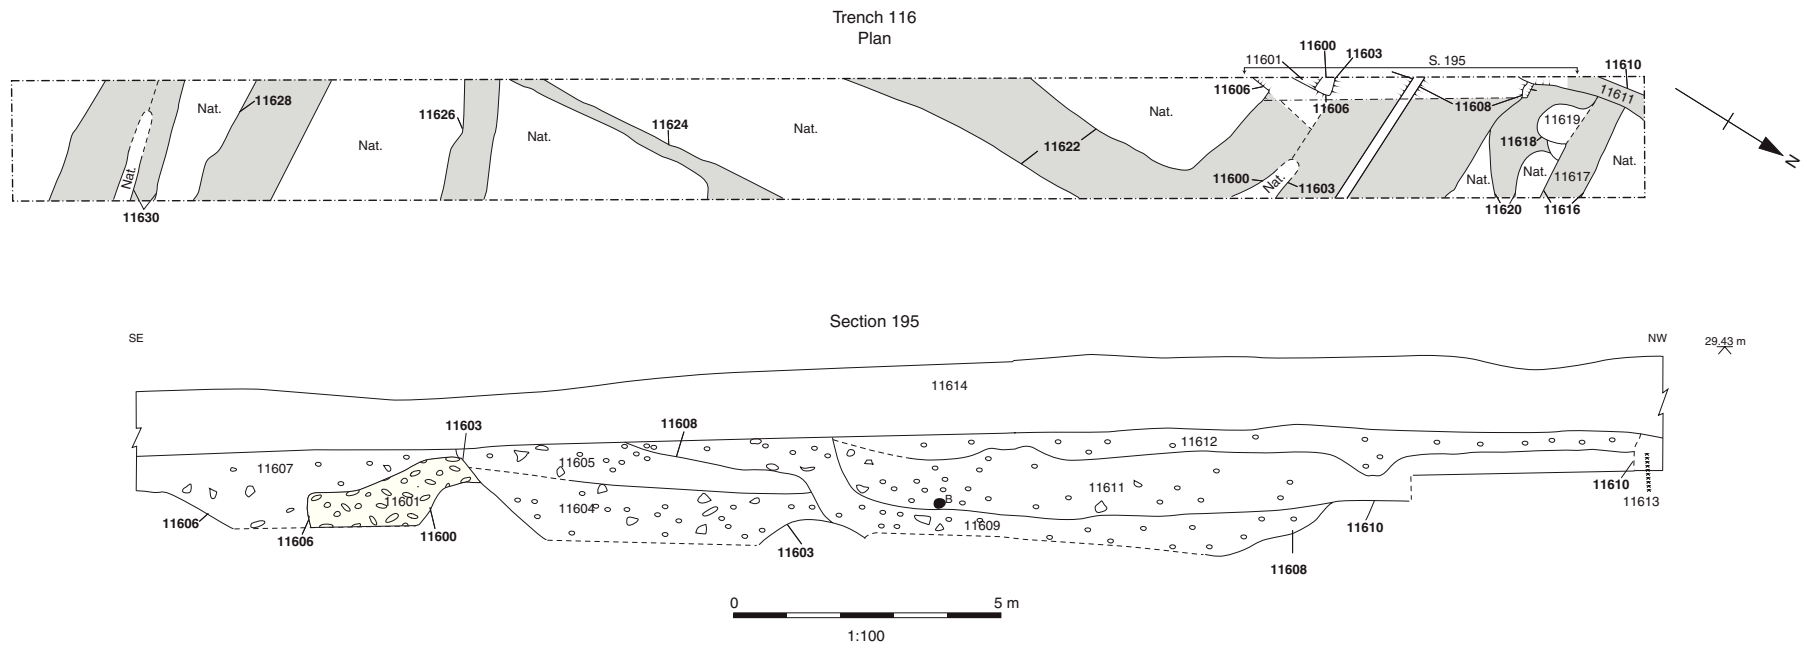 Trench 116
Plan
11600
11601
11603
S. 195
11610
11606
11606
11608
11611
11628
Nat.
11626
11624
Nat.
Nat.
Nat.
Nat.
11622
11619
11618
Nat.
Nat.
Nat.
11617
Nat.
11600
Nat.
11603
11630
11620
11616
N
Section 195
SE
NW
29.43 m
11614
11603
11608
11612
11607
11605
11601
11604
11611
B
11609
11610
11613
11606
11606
11600
11603
11610
11608
0
5 m
1:100